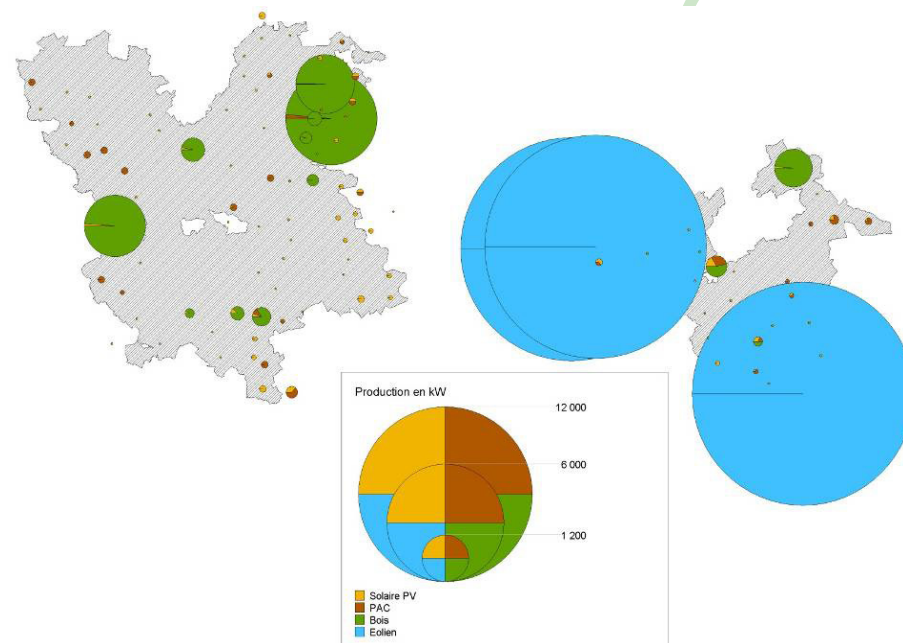 Production en kW
12 000
6 000
1 200
Solaire PV
PAC
Bois
Eolien